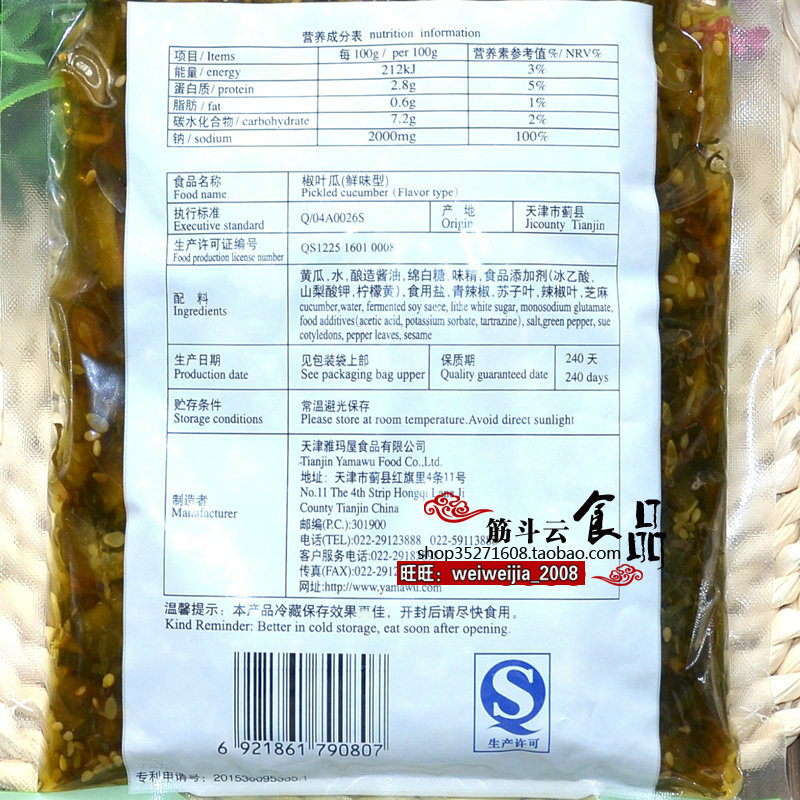 营养成分表 nutrition information
项目/Items 每100g/ per 100g 营养素参考值%/NRV%
能量/energy 212kJ 3%
蛋白质/protein 2.8g 5%
脂肪/fat 0.6g 1%
碳水化合物/carbohydrate 7.2g 2%
钠/sodium 2000mg 100%
食品名称 椒叶瓜(鲜味型)
Food name Pickled cucumber (Flavor type)
执行标准 Q/04A0026S 产 地 天津市蓟县
Executive standard Origin Jicounty Tianjin
生产许可证编号 QS1225 1601 0008
Food production license number
黄瓜,水,酿造酱油,绵白糖,味精,食品添加剂(冰乙酸,
山梨酸钾,柠檬黄),食用盐,青辣椒,苏子叶,辣椒叶,芝麻
配 料
Ingredients
cucumber,water, fermented soy saece, lithe white sugar, monosodium glutamate,
food additives(acetic acid, potassium sorbate, tartrazine), salt,green pepper, sue
cotyledons, pepper leaves, sesame
生产日期 见包装袋上部 保质期 240 天
Production date See packaging bag upper Quality guaranteed date 240 days
贮存条件 常温避光保存
Storage conditions Please store at room temperature.Avoid direct sunlight
制造者
Manufacturer
天津雅玛屋食品有限公司
Tianjin Yamawu Food Co.,Ltd.
地址: 天津市蓟县红旗里4条11号
No.11 The 4th Strip Hongqi Li
County Tianjin China
邮编(P.C.):301900
电话(TEL):022-29123888 022-5911388
客户服务电话:022-2918
传真(FAX):022-2912
网址:http://www.yamawu.com
筋斗云 食品
shop35271608.taobao.com
旺旺: weiweijia_2008
温馨提示: 本产品冷藏保存效果更佳, 开封后请尽快食用。
Kind Reminder: Better in cold storage, eat soon after opening.
6 921861 790807
生产许可
专利申请号: